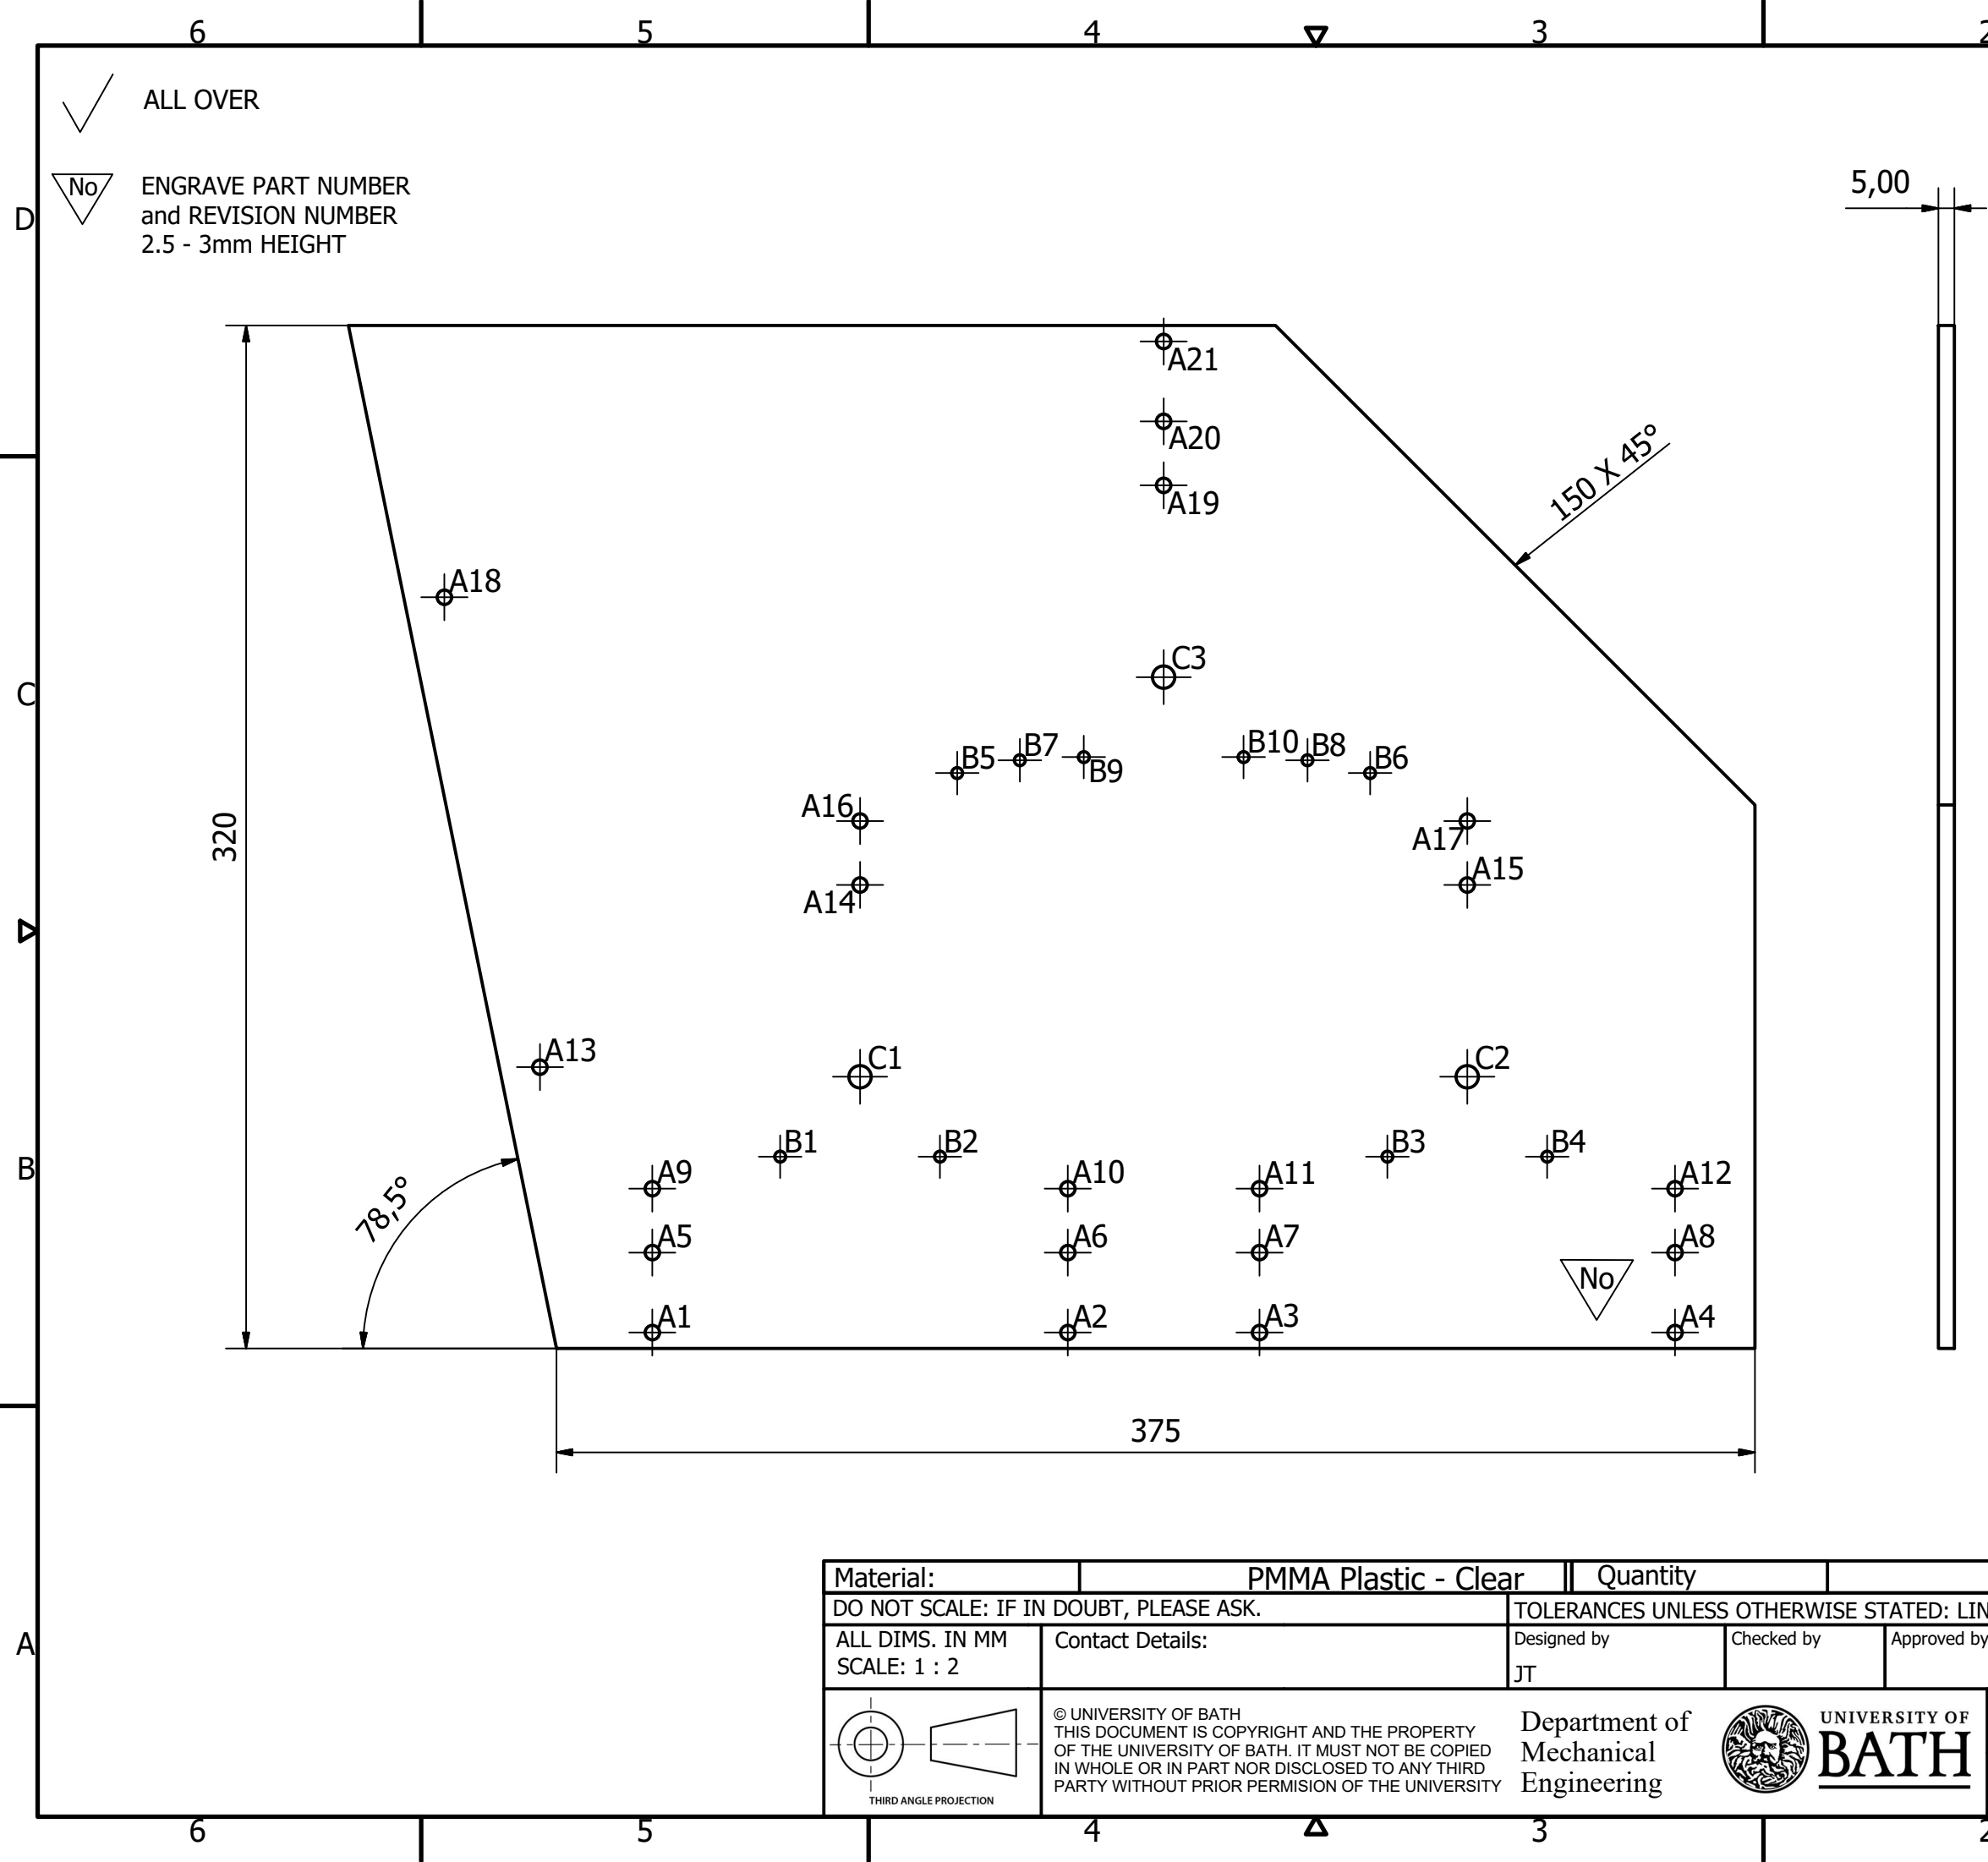 6 5 4 3 2
ALL OVER
No
ENGRAVE PART NUMBER
and REVISION NUMBER
2.5 - 3mm HEIGHT
5,00
D
A21
A20
A19
150 X 45°
A18
C3
C
B5 B7 B9 B10 B8 B6
A16
A17
A14
A15
320
A13
C1
C2
B1 B2 B3 B4
B
A9 A10 A11 A12
78,5°
A5 A6 A7 A8
No
A1 A2 A3 A4
375
Material: PMMA Plastic - Clear Quantity
DO NOT SCALE: IF IN DOUBT, PLEASE ASK.
TOLERANCES UNLESS OTHERWISE STATED: LIN
A
ALL DIMS. IN MM
SCALE: 1 : 2
Contact Details:
Designed by
JT
Checked by
Approved by
THIRD ANGLE PROJECTION
© UNIVERSITY OF BATH
THIS DOCUMENT IS COPYRIGHT AND THE PROPERTY
OF THE UNIVERSITY OF BATH. IT MUST NOT BE COPIED
IN WHOLE OR IN PART NOR DISCLOSED TO ANY THIRD
PARTY WITHOUT PRIOR PERMISION OF THE UNIVERSITY
Department of
Mechanical
Engineering
UNIVERSITY OF
BATH
6 5 4 3 2